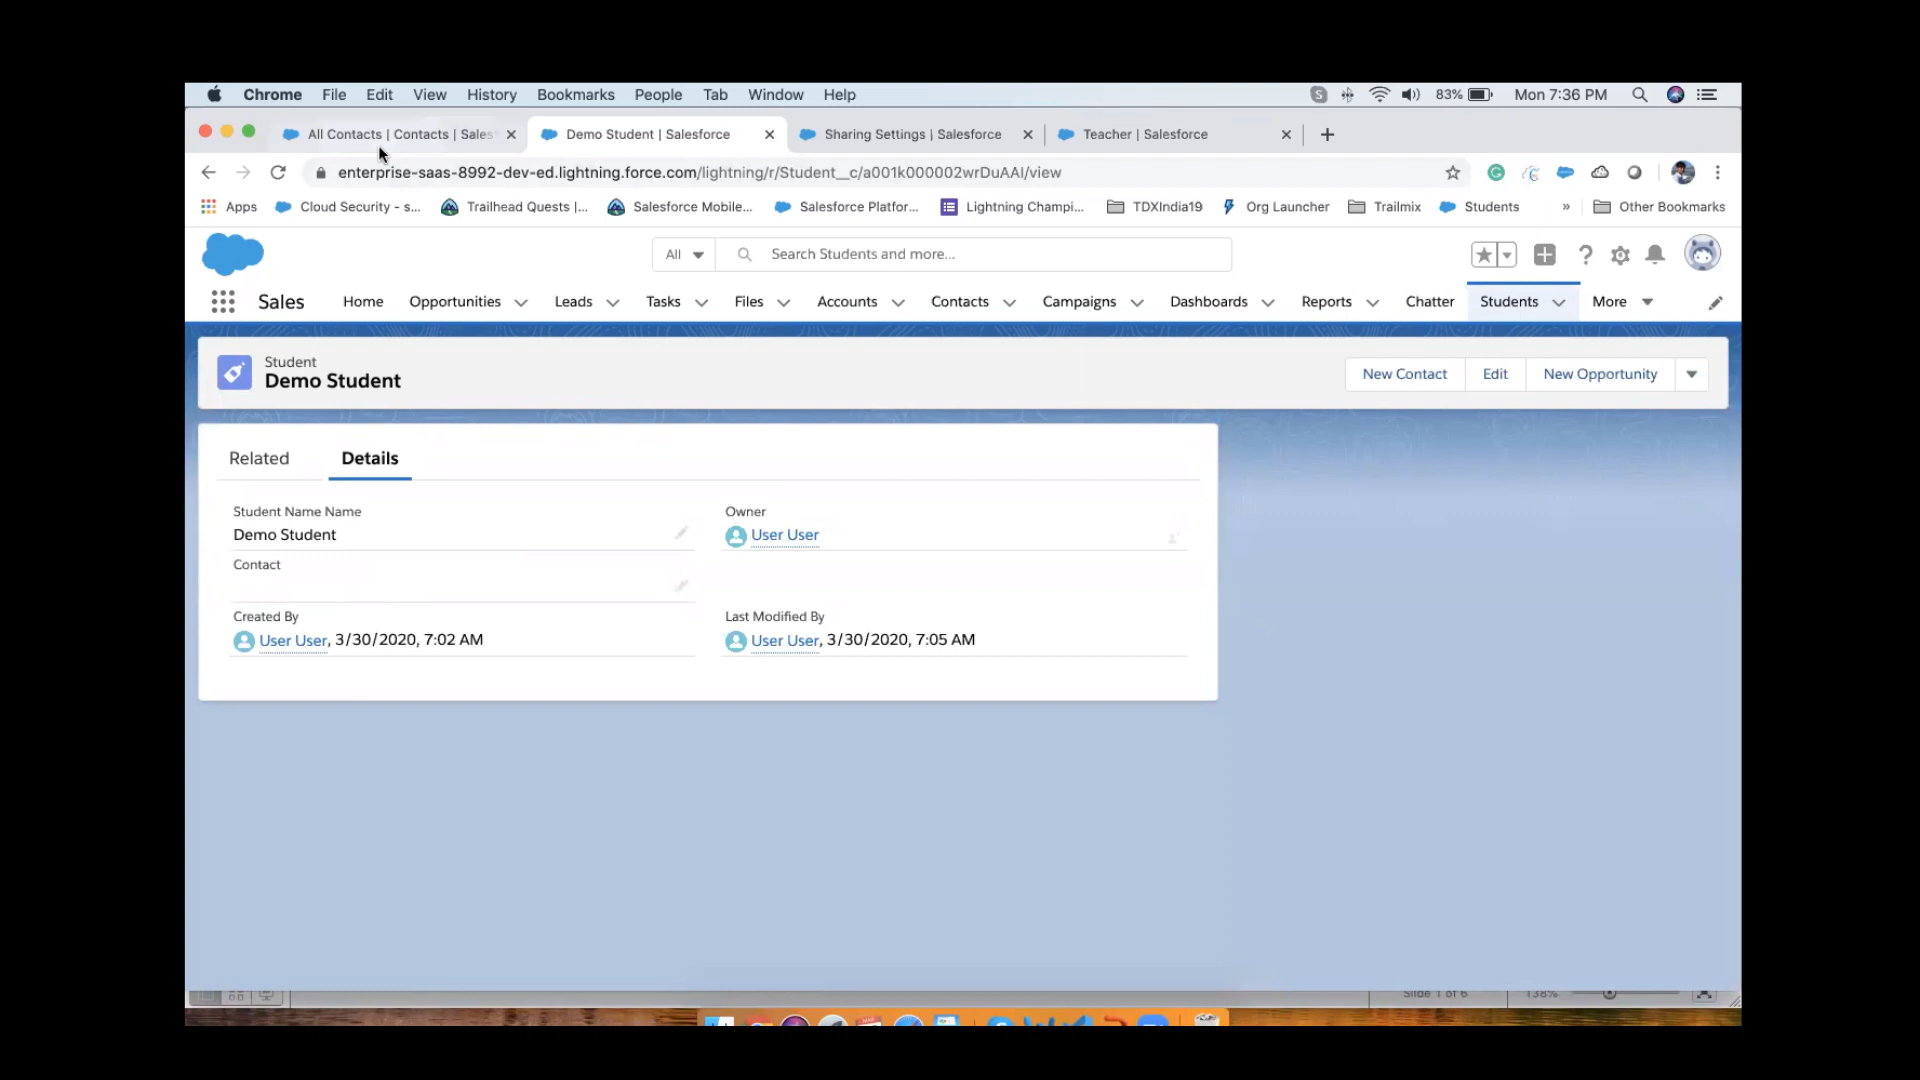 Chrome File Edit View History Bookmarks People Tab Window Help 83% Mon 7:36 PM
All Contacts | Contacts | Sales Demo Student | Salesforce Sharing Settings | Salesforce Teacher | Salesforce
enterprise-saas-8992-dev-ed.lightning.force.com/lightning/r/Student__c/a001k000002wrDuAAI/view
Apps Cloud Security - s... Trailhead Quests |... Salesforce Mobile... Salesforce Platfor... Lightning Champi... TDXIndia19 Org Launcher Trailmix Students » Other Bookmarks
All Search Students and more...
Sales Home Opportunities Leads Tasks Files Accounts Contacts Campaigns Dashboards Reports Chatter Students More
Student
Demo Student
New Contact Edit New Opportunity
Related Details
Student Name Name Owner
Demo Student User User
Contact
Created By Last Modified By
User User, 3/30/2020, 7:02 AM User User, 3/30/2020, 7:05 AM
Slide 1 of 6 138%